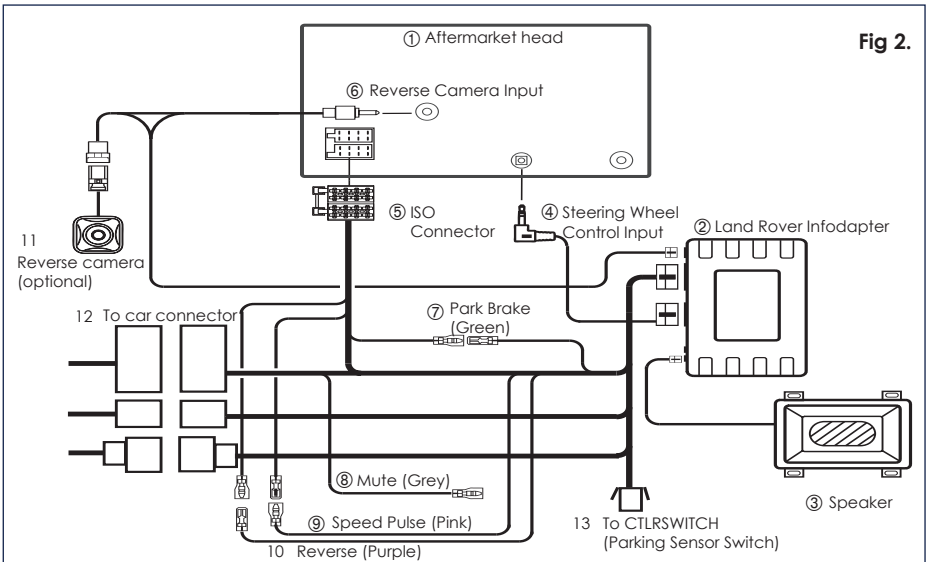 Fig 2.
① Aftermarket head
⑥ Reverse Camera Input
⑤ ISO
Connector
④ Steering Wheel
Control Input
② Land Rover Infodapter
11
Reverse camera
(optional)
12 To car connector
⑦ Park Brake
(Green)
⑧ Mute (Grey)
⑨ Speed Pulse (Pink)
10 Reverse (Purple)
13 To CTLRSWITCH
(Parking Sensor Switch)
③ Speaker